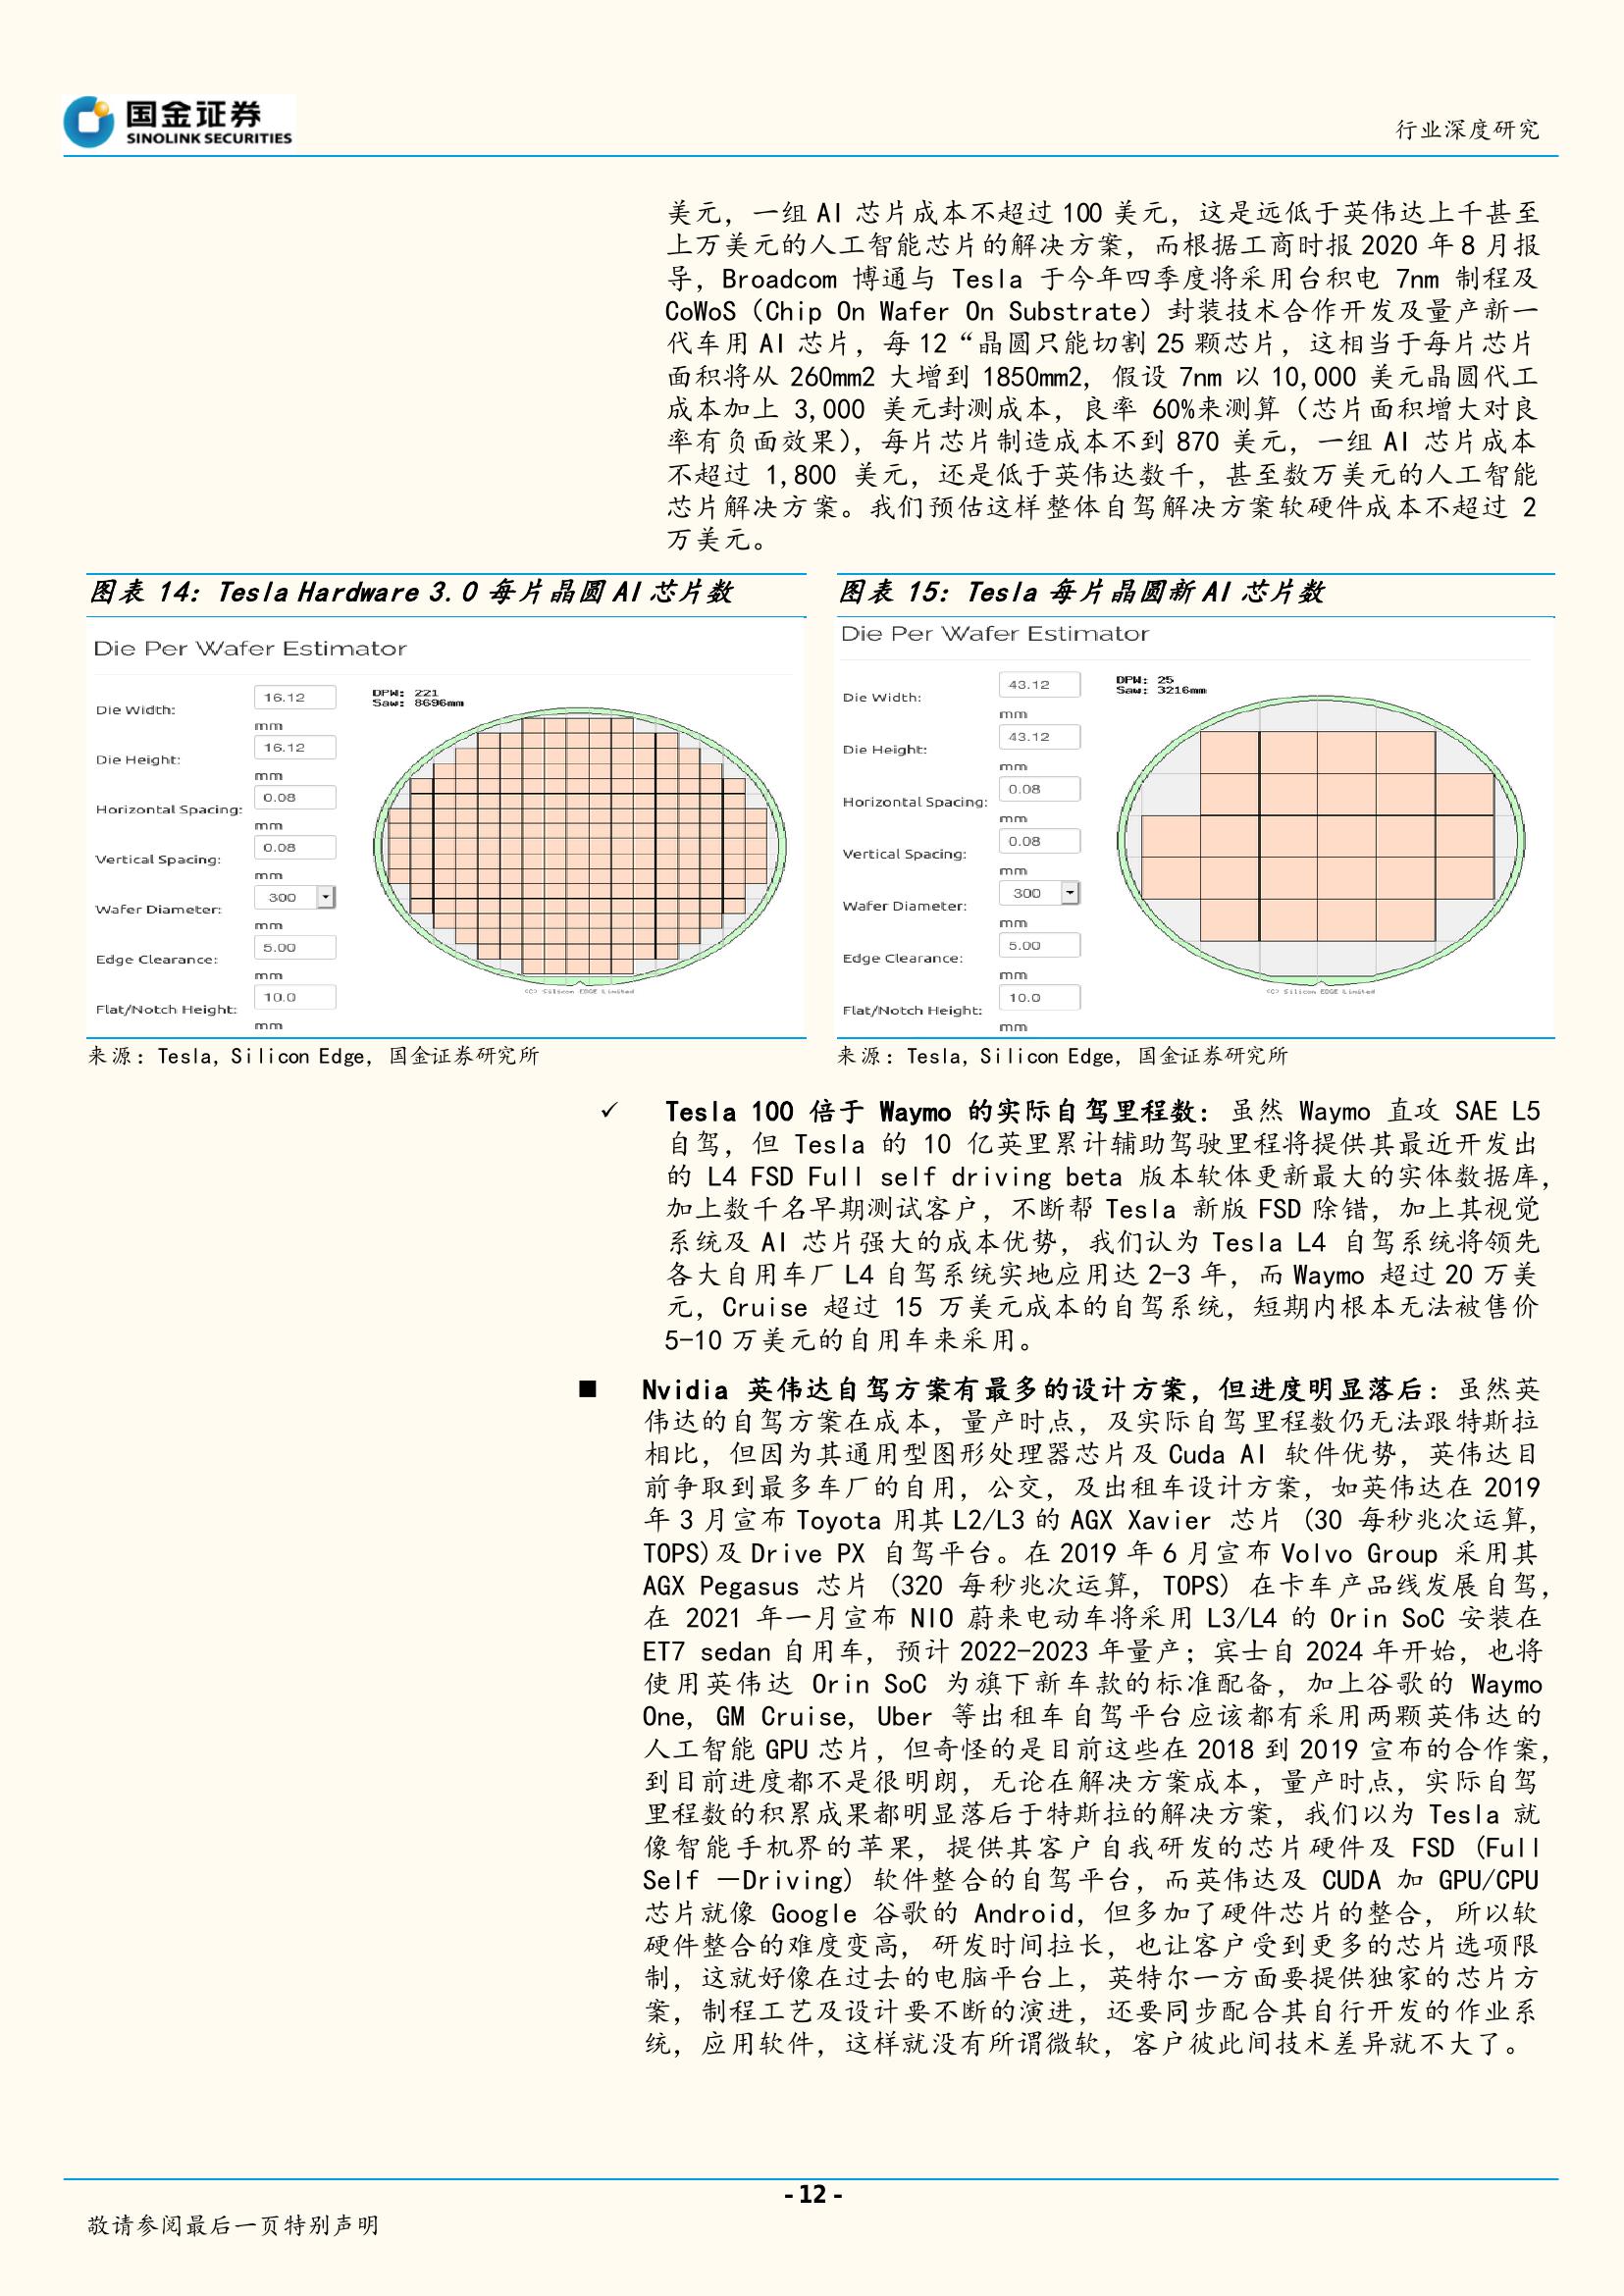 国金证券
SINOLINK SECURITIES
行业深度研究
美元，一组 AI 芯片成本不超过 100 美元，这是远低于英伟达上千甚至
上万美元的人工智能芯片的解决方案，而根据工商时报 2020 年 8 月报
导，Broadcom 博通与 Tesla 于今年四季度将采用台积电 7nm 制程及
CoWoS（Chip On Wafer On Substrate）封装技术合作开发及量产新一
代车用 AI 芯片，每 12 “晶圆只能切割 25 颗芯片，这相当于每片芯片
面积将从 260mm2 大增到 1850mm2, 假设 7nm 以 10,000 美元晶圆代工
成本加上 3,000 美元封测成本，良率 60%来测算（芯片面积增大对良
率有负面效果），每片芯片制造成本不到 870 美元，一组 AI 芯片成本
不超过 1,800 美元，还是低于英伟达数千，甚至数万美元的人工智能
芯片解决方案。我们预估这样整体自驾解决方案软硬件成本不超过 2
万美元。
图表 14：Tesla Hardware 3.0 每片晶圆 AI 芯片数
Die Per Wafer Estimator
Die Width:
16.12
mm
Die Height:
16.12
mm
Horizontal Spacing:
0.08
mm
Vertical Spacing:
0.08
mm
Wafer Diameter:
300
mm
Edge Clearance:
5.00
mm
Flat/Notch Height:
10.0
mm
DPW: 221
Saw: 8696mm
(C) Silicon EDGE Limited
来源：Tesla, Silicon Edge, 国金证券研究所
图表 15：Tesla 每片晶圆新 AI 芯片数
Die Per Wafer Estimator
Die Width:
43.12
mm
Die Height:
43.12
mm
Horizontal Spacing:
0.08
mm
Vertical Spacing:
0.08
mm
Wafer Diameter:
300
mm
Edge Clearance:
5.00
mm
Flat/Notch Height:
10.0
mm
DPW: 25
Saw: 3216mm
(C) Silicon EDGE Limited
来源：Tesla, Silicon Edge, 国金证券研究所
✓ Tesla 100 倍于 Waymo 的实际自驾里程数：虽然 Waymo 直攻 SAE L5
自驾，但 Tesla 的 10 亿英里累计辅助驾驶里程将提供其最近开发出
的 L4 FSD Full self driving beta 版本软体更新最大的实体数据库，
加上数千名早期测试客户，不断帮 Tesla 新版 FSD 除错，加上其视觉
系统及 AI 芯片强大的成本优势，我们认为 Tesla L4 自驾系统将领先
各大自用车厂 L4 自驾系统实地应用达 2-3 年，而 Waymo 超过 20 万美
元，Cruise 超过 15 万美元成本的自驾系统，短期内根本无法被售价
5-10 万美元的自用车来采用。
■ Nvidia 英伟达自驾方案有最多的设计方案，但进度明显落后：虽然英
伟达的自驾方案在成本，量产时点，及实际自驾里程数仍无法跟特斯拉
相比，但因为其通用型图形处理器芯片及 Cuda AI 软件优势，英伟达目
前争取到最多车厂的自用，公交，及出租车设计方案，如英伟达在 2019
年 3 月宣布 Toyota 用其 L2/L3 的 AGX Xavier 芯片 (30 每秒兆次运算,
TOPS)及 Drive PX 自驾平台。在 2019 年 6 月宣布 Volvo Group 采用其
AGX Pegasus 芯片 (320 每秒兆次运算, TOPS) 在卡车产品线发展自驾，
在 2021 年一月宣布 NIO 蔚来电动车将采用 L3/L4 的 Orin SoC 安装在
ET7 sedan 自用车，预计 2022-2023 年量产；宾士自 2024 年开始，也将
使用英伟达 Orin SoC 为旗下新车款的标准配备，加上谷歌的 Waymo
One, GM Cruise, Uber 等出租车自驾平台应该都有采用两颗英伟达的
人工智能 GPU 芯片，但奇怪的是目前这些在 2018 到 2019 宣布的合作案，
到目前进度都不是很明朗，无论在解决方案成本，量产时点，实际自驾
里程数的积累成果都明显落后于特斯拉的解决方案，我们以为 Tesla 就
像智能手机界的苹果，提供其客户自我研发的芯片硬件及 FSD (Full
Self –Driving) 软件整合的自驾平台，而英伟达及 CUDA 加 GPU/CPU
芯片就像 Google 谷歌的 Android，但多加了硬件芯片的整合，所以软
硬件整合的难度变高，研发时间拉长，也让客户受到更多的芯片选项限
制，这就好像在过去的电脑平台上，英特尔一方面要提供独家的芯片方
案，制程工艺及设计要不断的演进，还要同步配合其自行开发的作业系
统，应用软件，这样就没有所谓微软，客户彼此间技术差异就不大了。
- 12 -
敬请参阅最后一页特别声明